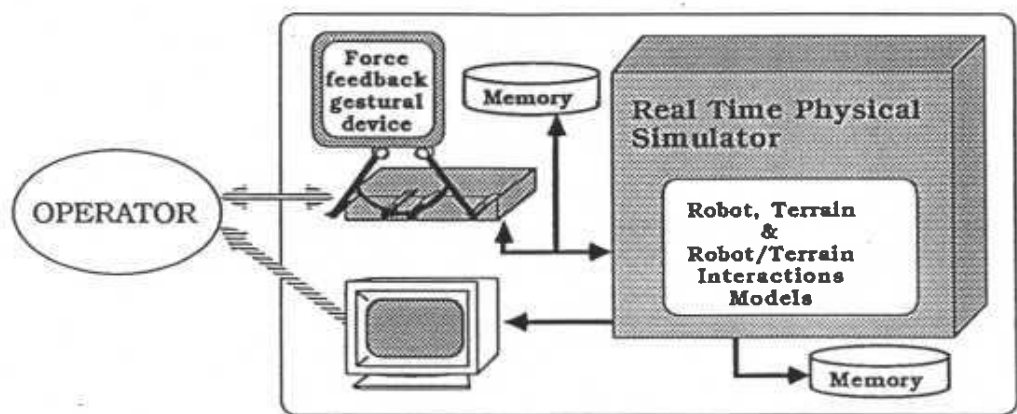 Force
feedback
gestural
device
Memory
Real Time Physical
Simulator
OPERATOR
Robot, Terrain
&
Robot/Terrain
Interactions
Models
Memory